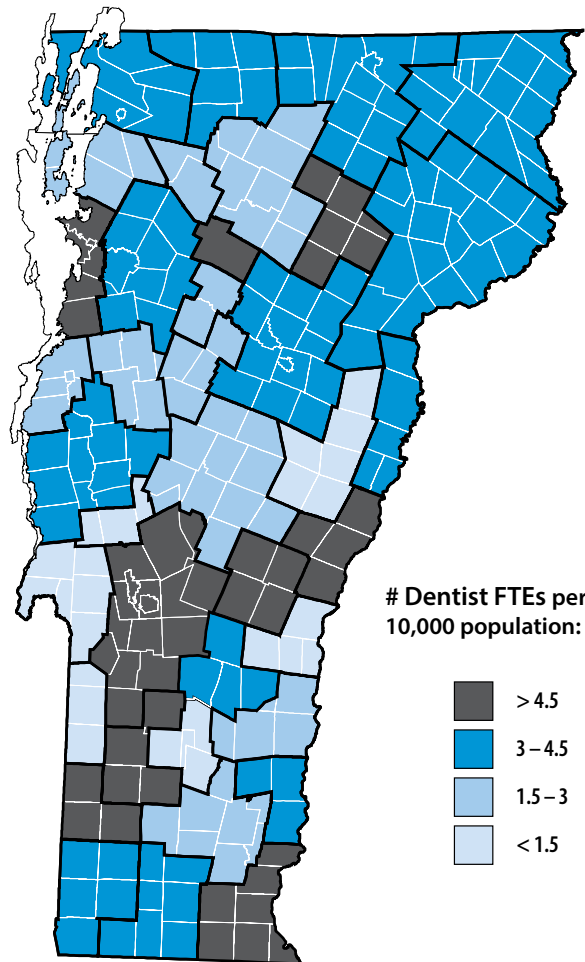 # Dentist FTEs per
10,000 population:
> 4.5
3 – 4.5
1.5 – 3
< 1.5